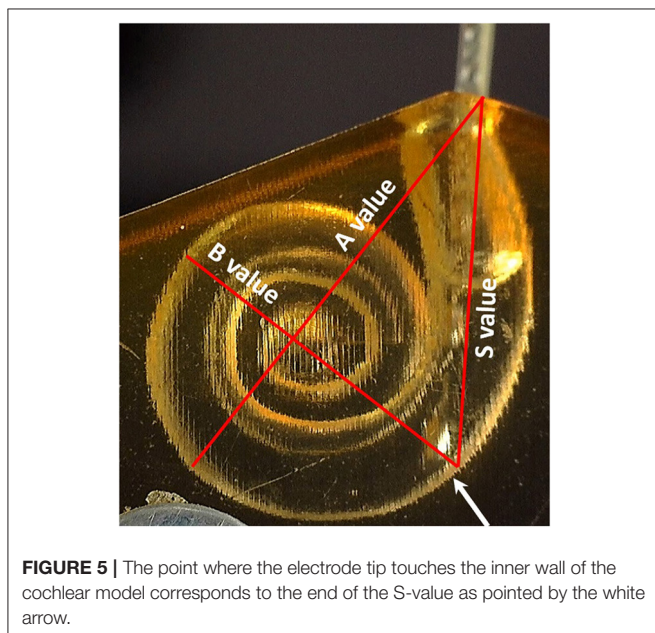 A value
B value
S value
FIGURE 5 | The point where the electrode tip touches the inner wall of the
cochlear model corresponds to the end of the S-value as pointed by the white
arrow.